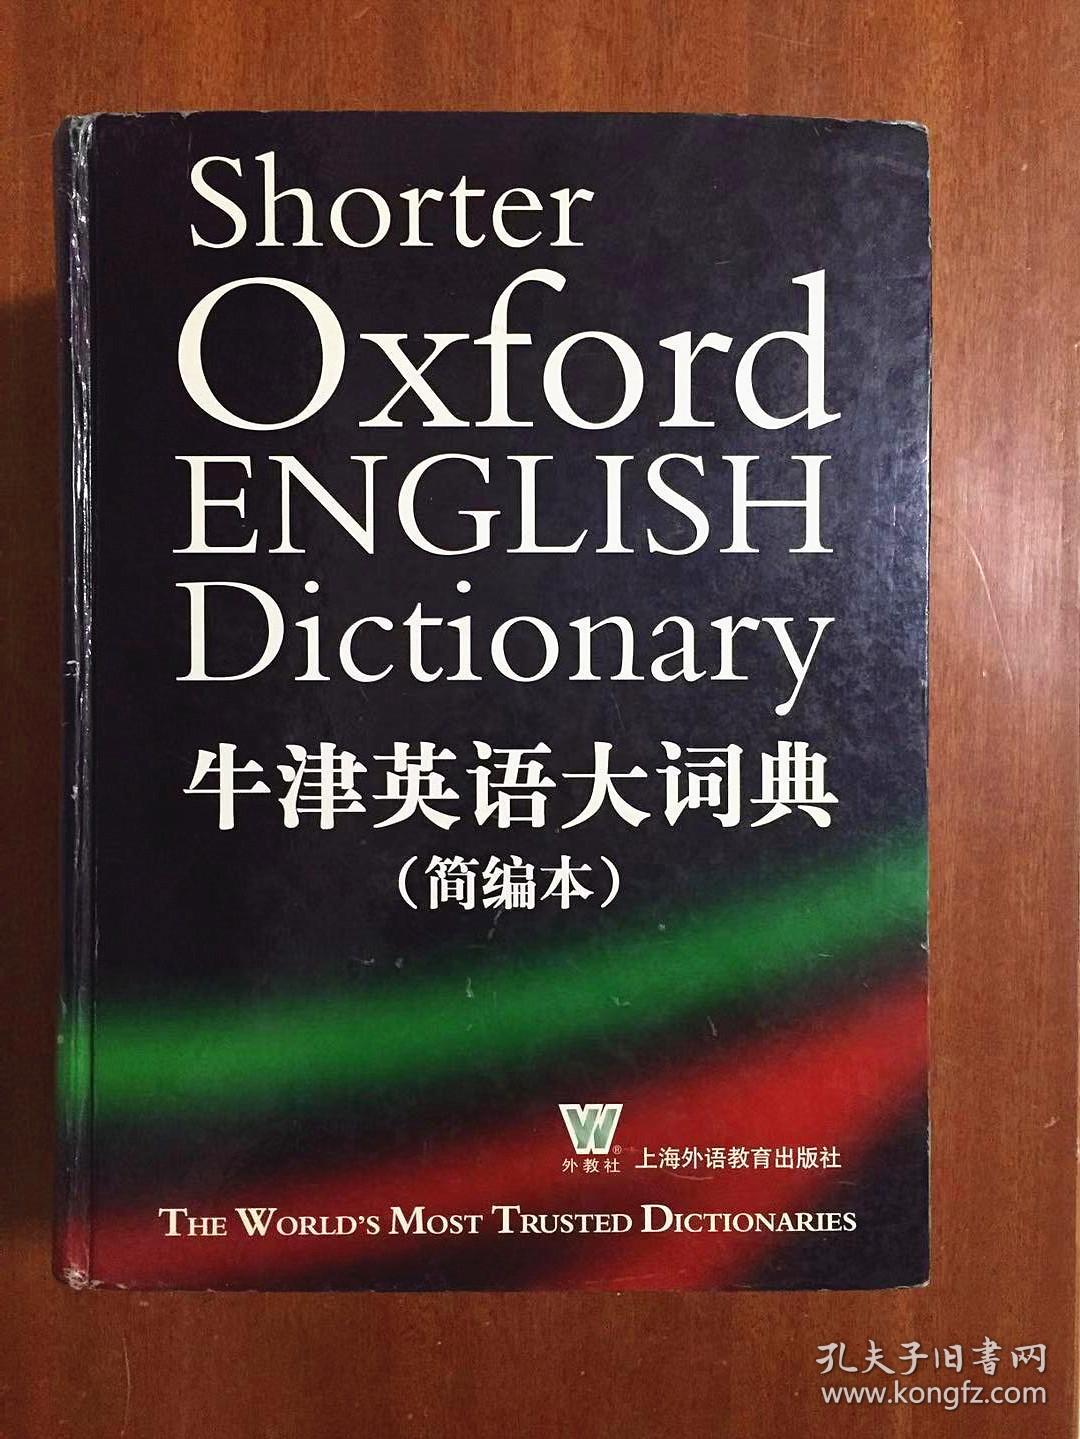 Shorter
Oxford
ENGLISH
Dictionary
牛津英语大词典
（简编本）
W®
外教社 上海外语教育出版社
THE WORLD'S MOST TRUSTED DICTIONARIES
孔夫子旧書网
www.kongfz.com